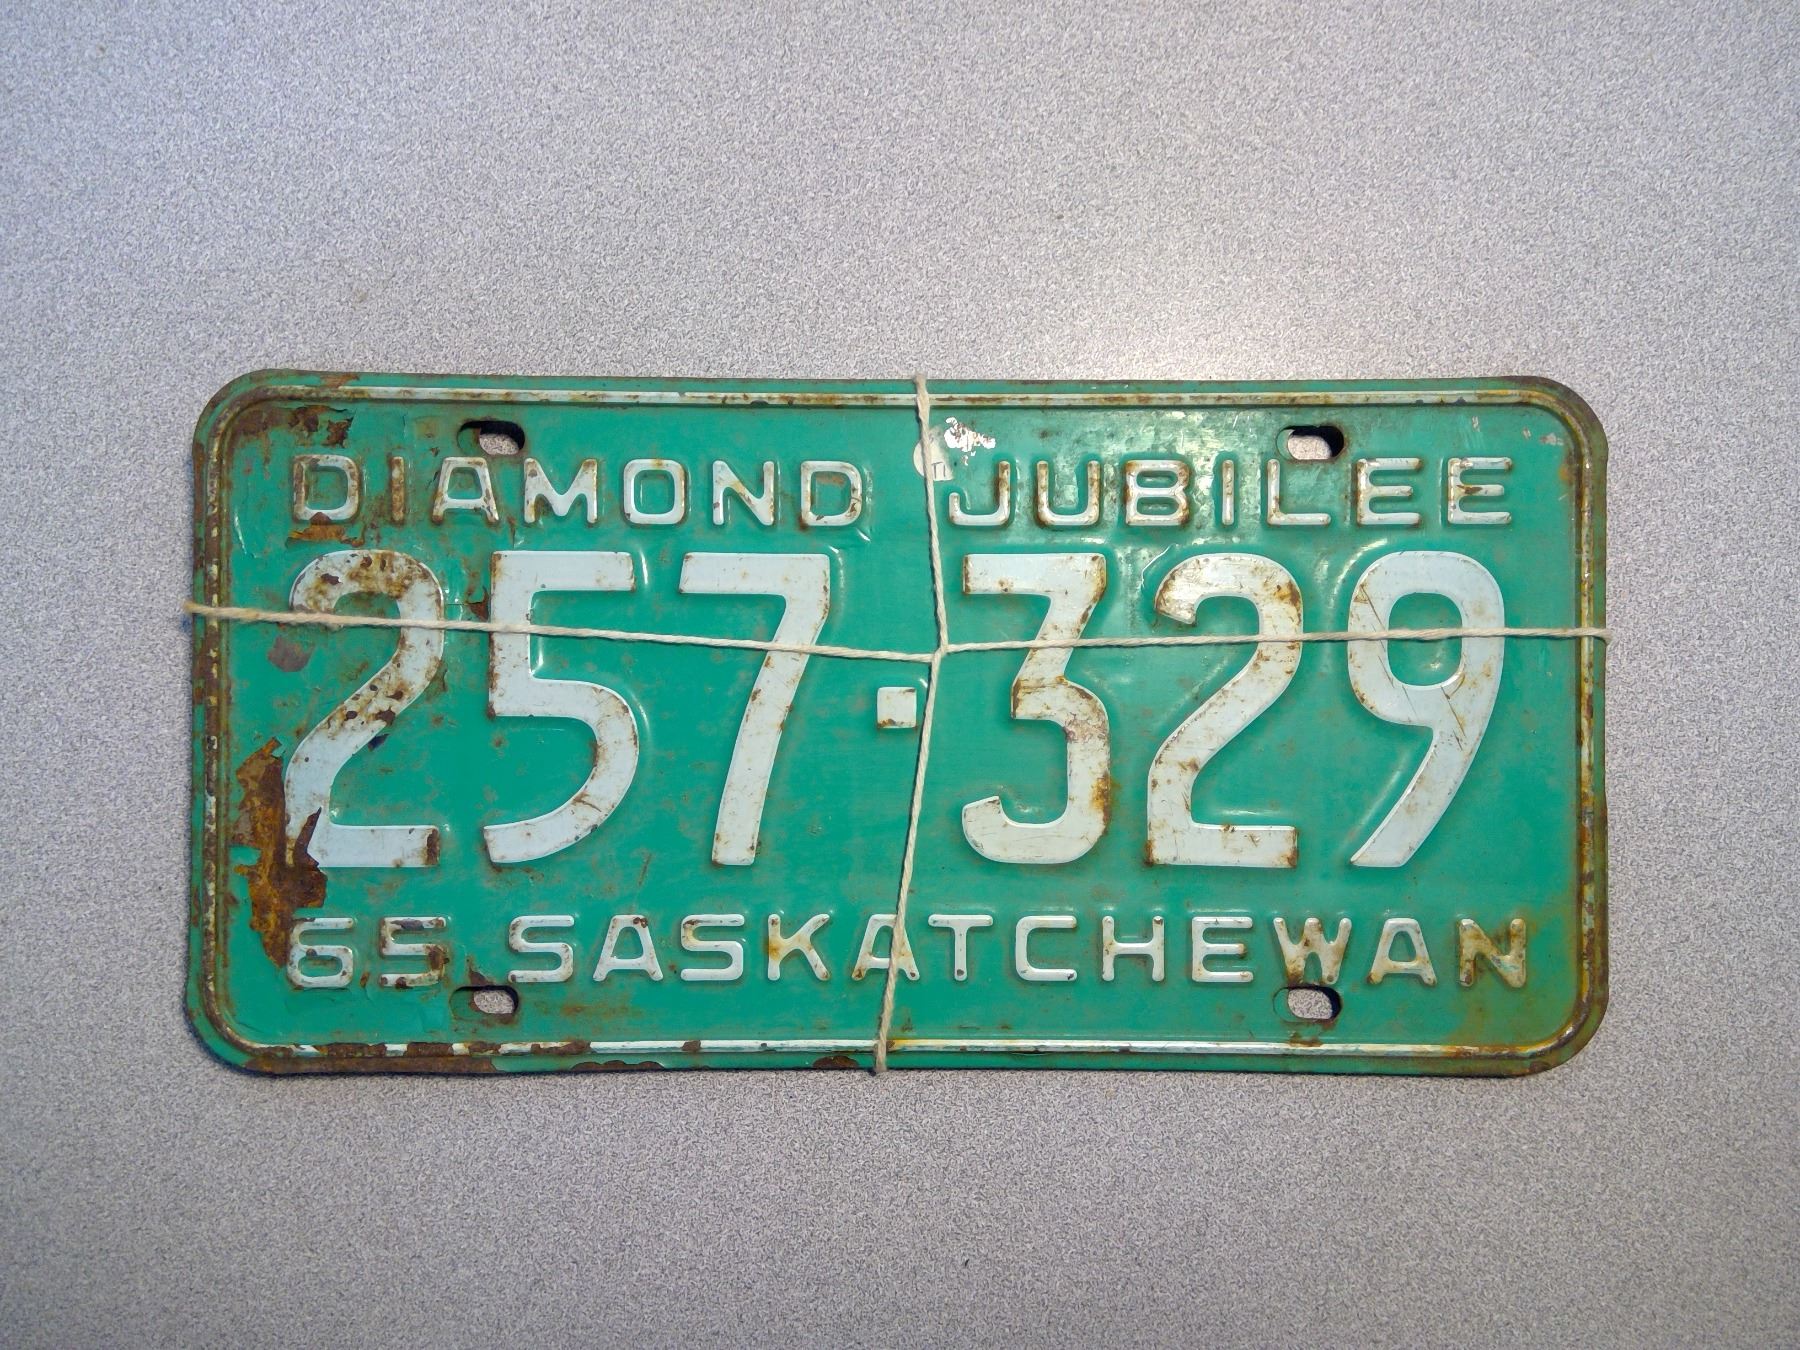 DIAMOND JUBILEE
257·329
65 SASKATCHEWAN